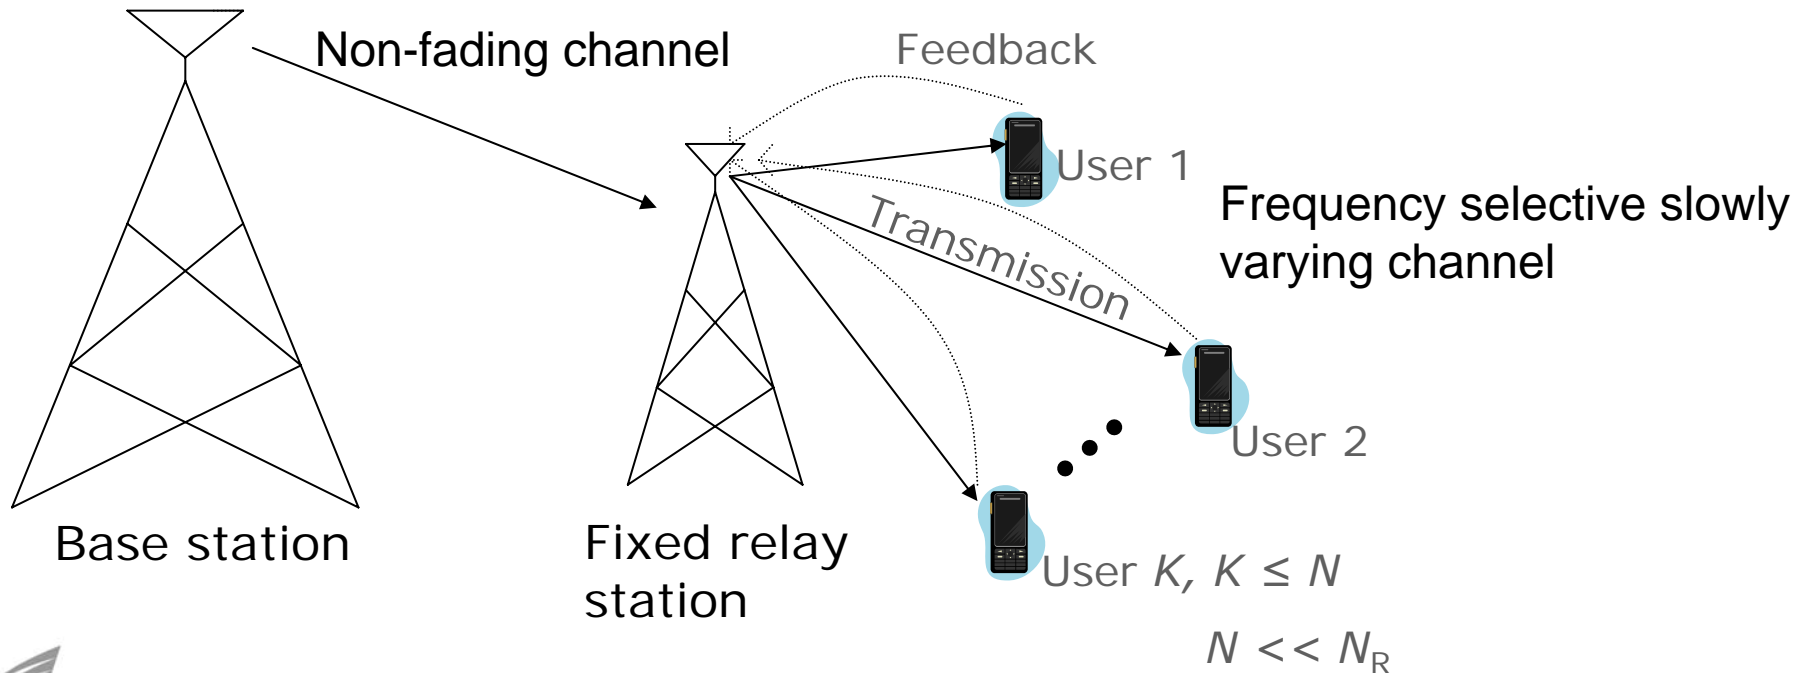 Non-fading channel
Feedback
User 1
Transmission
Frequency selective slowly
varying channel
User 2
Base station
Fixed relay
station
User K, K ≤ N
N << N_R